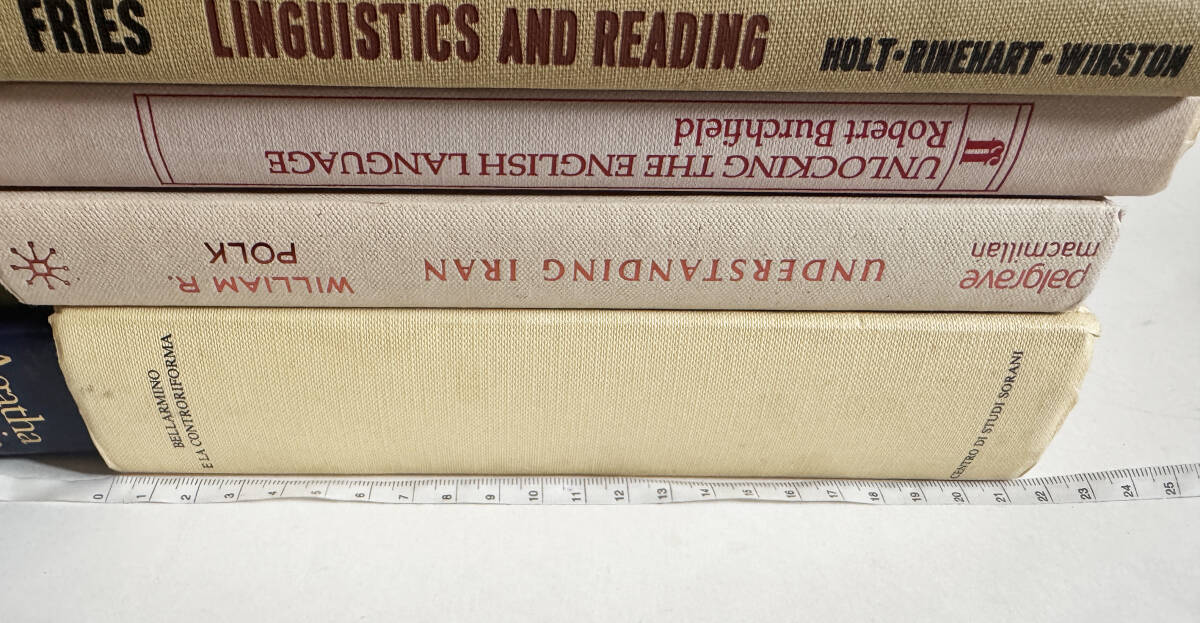 FRIES LINGUISTICS AND READING HOLT·RINEHART·WINSTON
UNLOCKING THE ENGLISH LANGUAGE
Robert Burchfield
ff
WILLIAM R.
POLK
UNDERSTANDING IRAN
palgrave
macmillan
BELLARMINO
E LA CONTRORIFORMA
CENTRO DI STUDI SORANI
0 1 2 3 4 5 6 7 8 9 10 11 12 13 14 15 16 17 18 19 20 21 22 23 24 25